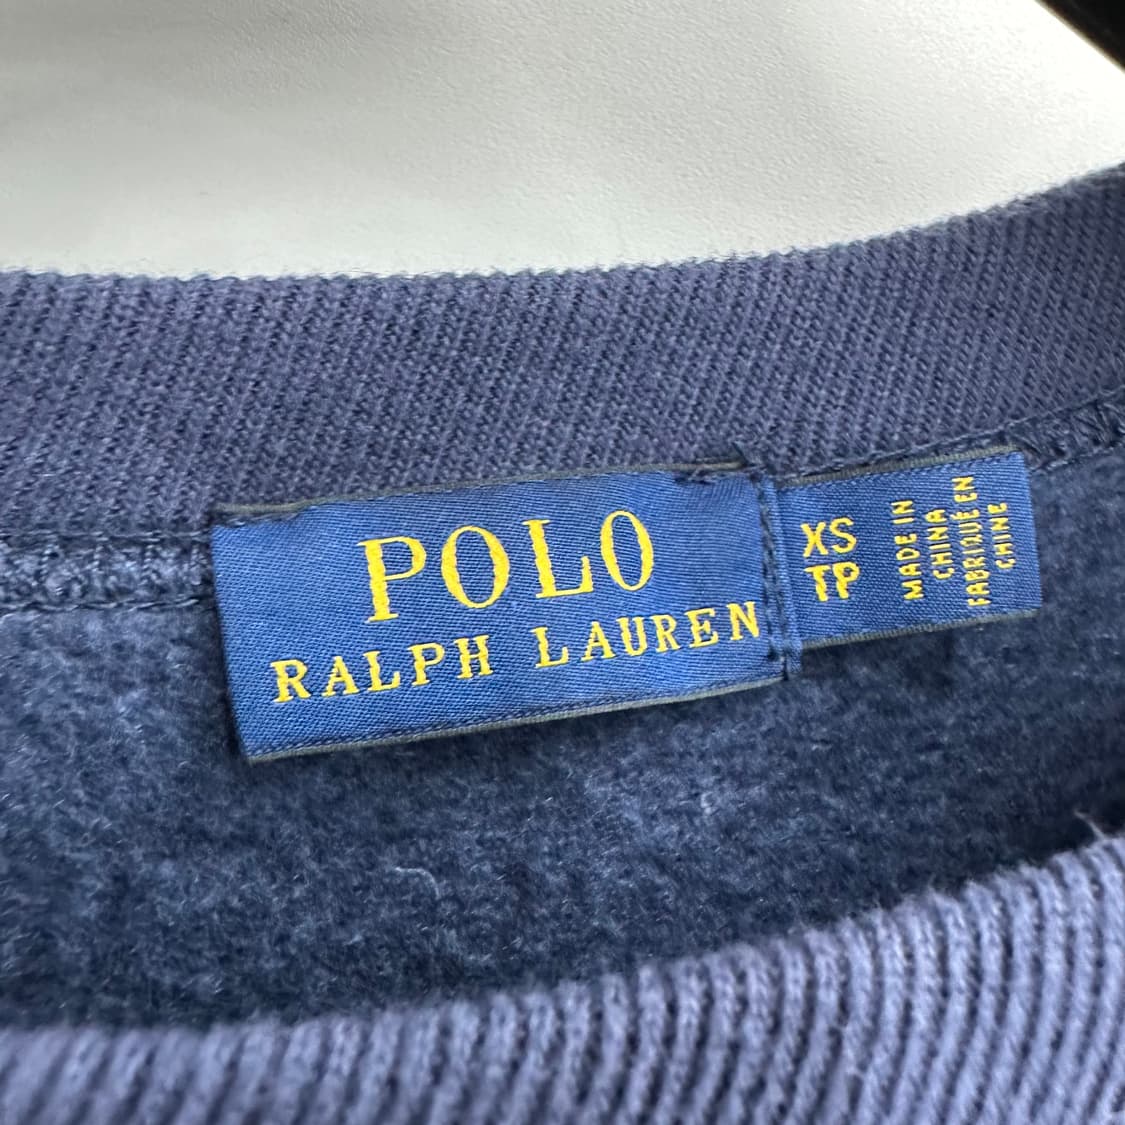 POLO
RALPH LAUREN
XS
TP
MADE IN
CHINA
FABRIQUÉ EN
CHINE